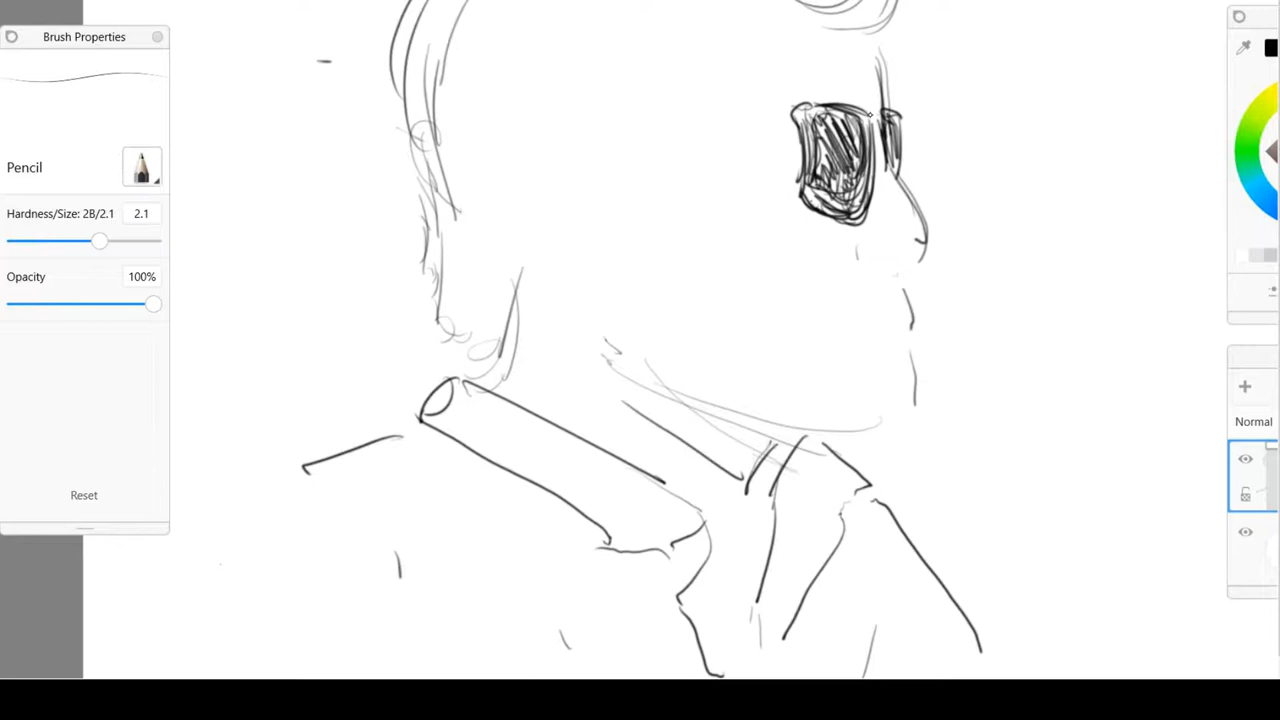 Brush Properties
Pencil
Hardness/Size: 2B/2.1 2.1
Opacity 100%
Reset
Normal